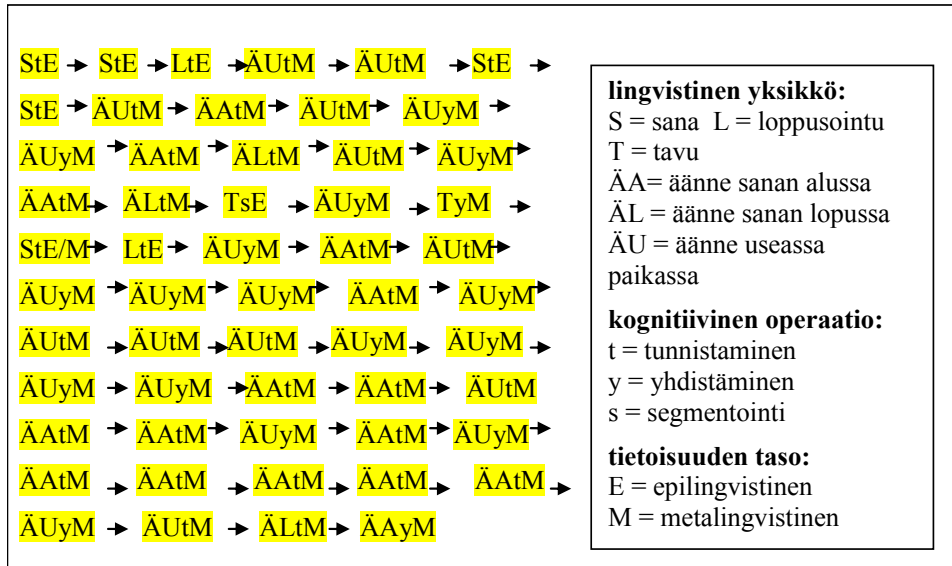 StE → StE → LtE → ÄUtM → ÄUtM → StE →
StE → ÄUtM → ÄAtM → ÄUtM → ÄUyM →
ÄUyM → ÄAtM → ÄLtM → ÄUtM → ÄUyM →
ÄAtM → ÄLtM → TsE → ÄUyM → TyM →
StE/M → LtE → ÄUyM → ÄAtM → ÄUtM →
ÄUyM → ÄUyM → ÄUyM → ÄAtM → ÄUyM →
ÄUtM → ÄUtM → ÄUtM → ÄUyM → ÄUyM →
ÄUyM → ÄUyM → ÄAtM → ÄAtM → ÄUtM
ÄAtM → ÄAtM → ÄUyM → ÄAtM → ÄUyM →
ÄAtM → ÄAtM → ÄAtM → ÄAtM → ÄAtM →
ÄUyM → ÄUtM → ÄLtM → ÄAyM
lingvistinen yksikkö:
S = sana L = loppusointu
T = tavu
ÄA= äänne sanan alussa
ÄL = äänne sanan lopussa
ÄU = äänne useassa
paikassa
kognitiivinen operaatio:
t = tunnistaminen
y = yhdistäminen
s = segmentointi
tietoisuuden taso:
E = epilingvistinen
M = metalingvistinen